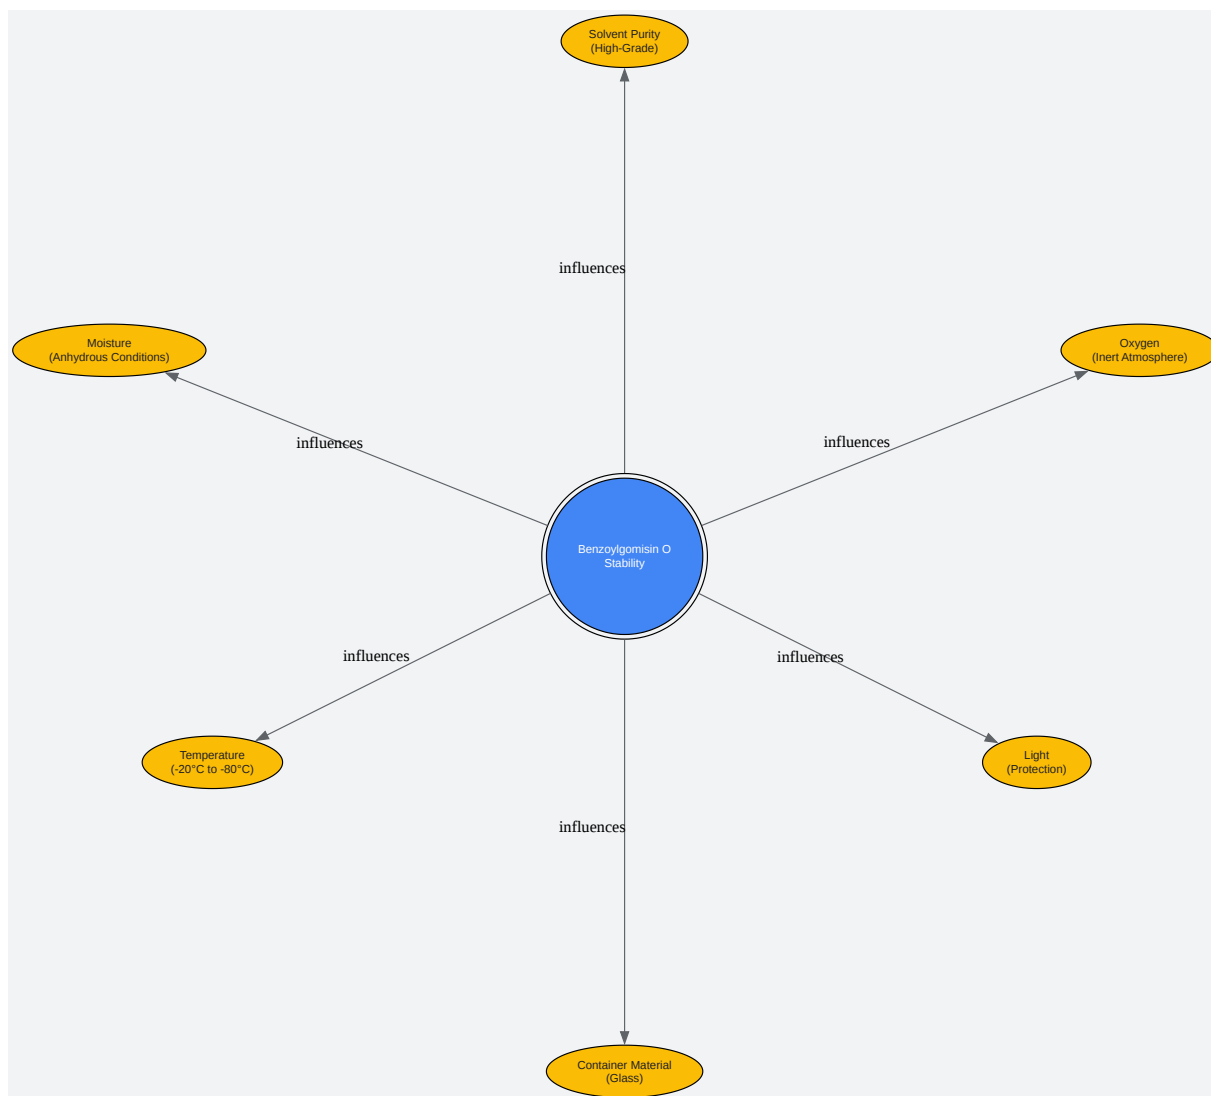 Solvent Purity
(High-Grade)
influences
Moisture
(Anhydrous Conditions)
Oxygen
(Inert Atmosphere)
influences
influences
Benzoylgomisin O
Stability
influences
influences
Temperature
(-20°C to -80°C)
Light
(Protection)
influences
Container Material
(Glass)